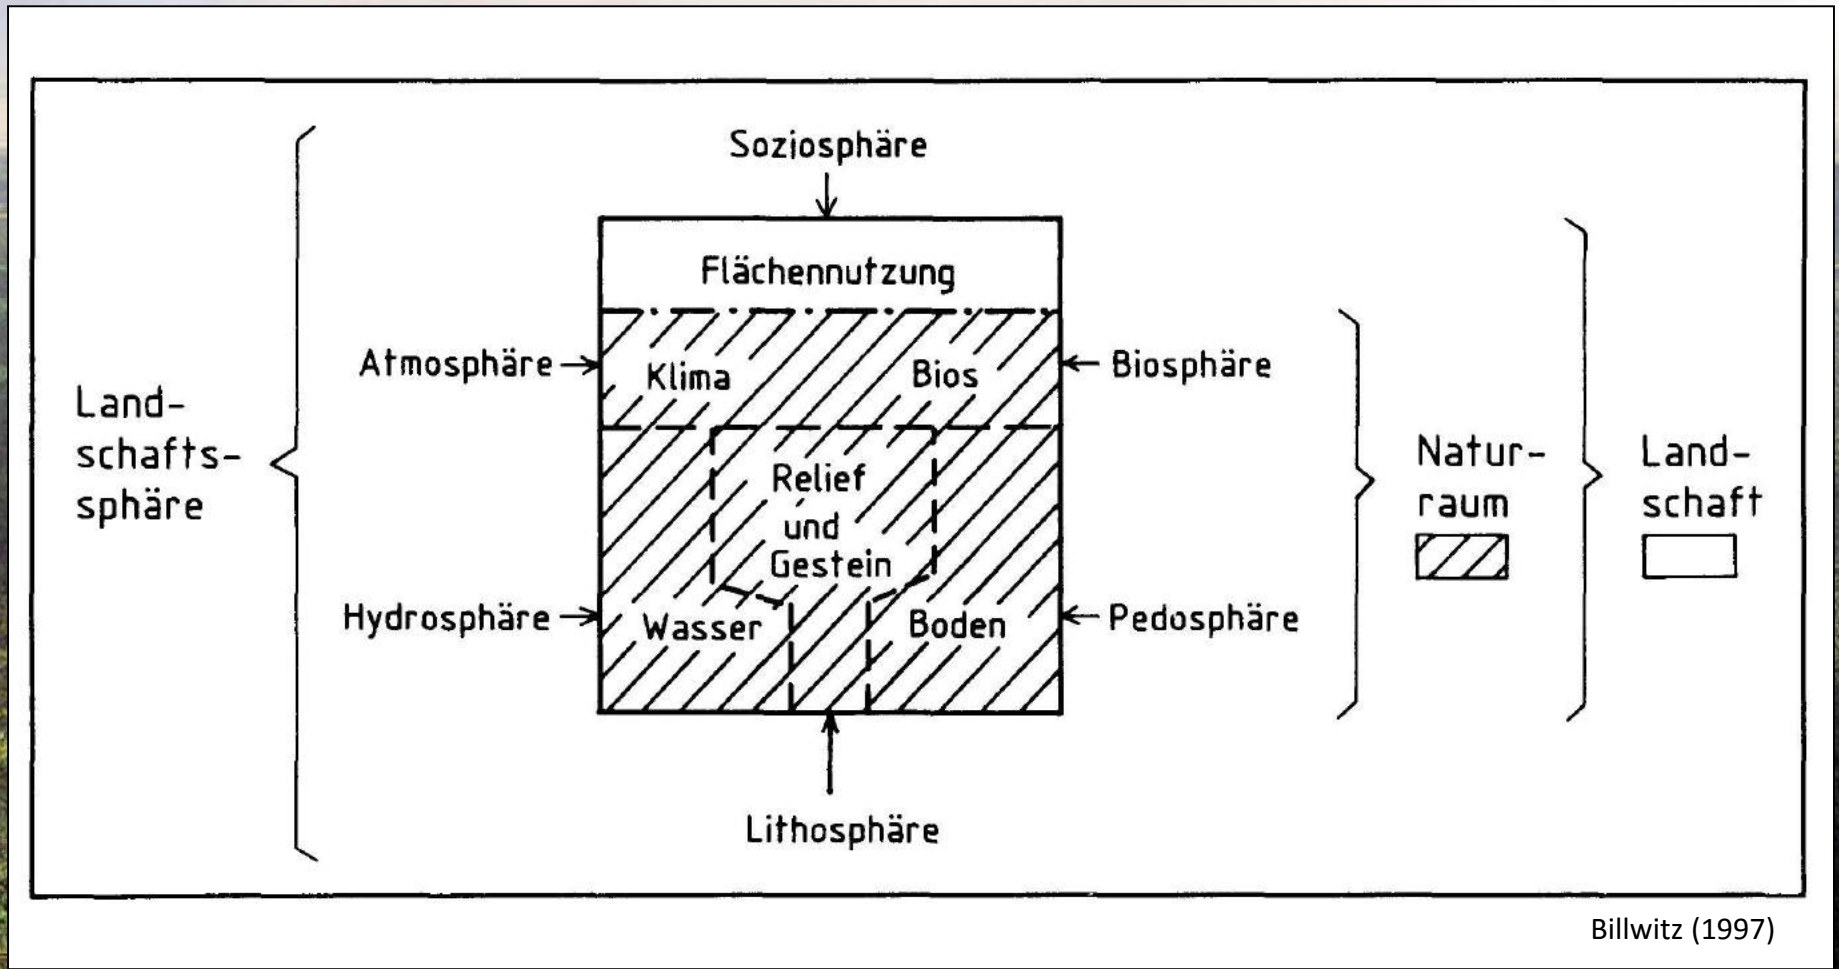 Soziosphäre
Flächennutzung
Atmosphäre
Klima
Bios
Biosphäre
Land-
schafts-
sphäre
Relief
und
Gestein
Natur-
raum
Land-
schaft
Hydrosphäre
Wasser
Boden
Pedosphäre
Lithosphäre
Billwitz (1997)